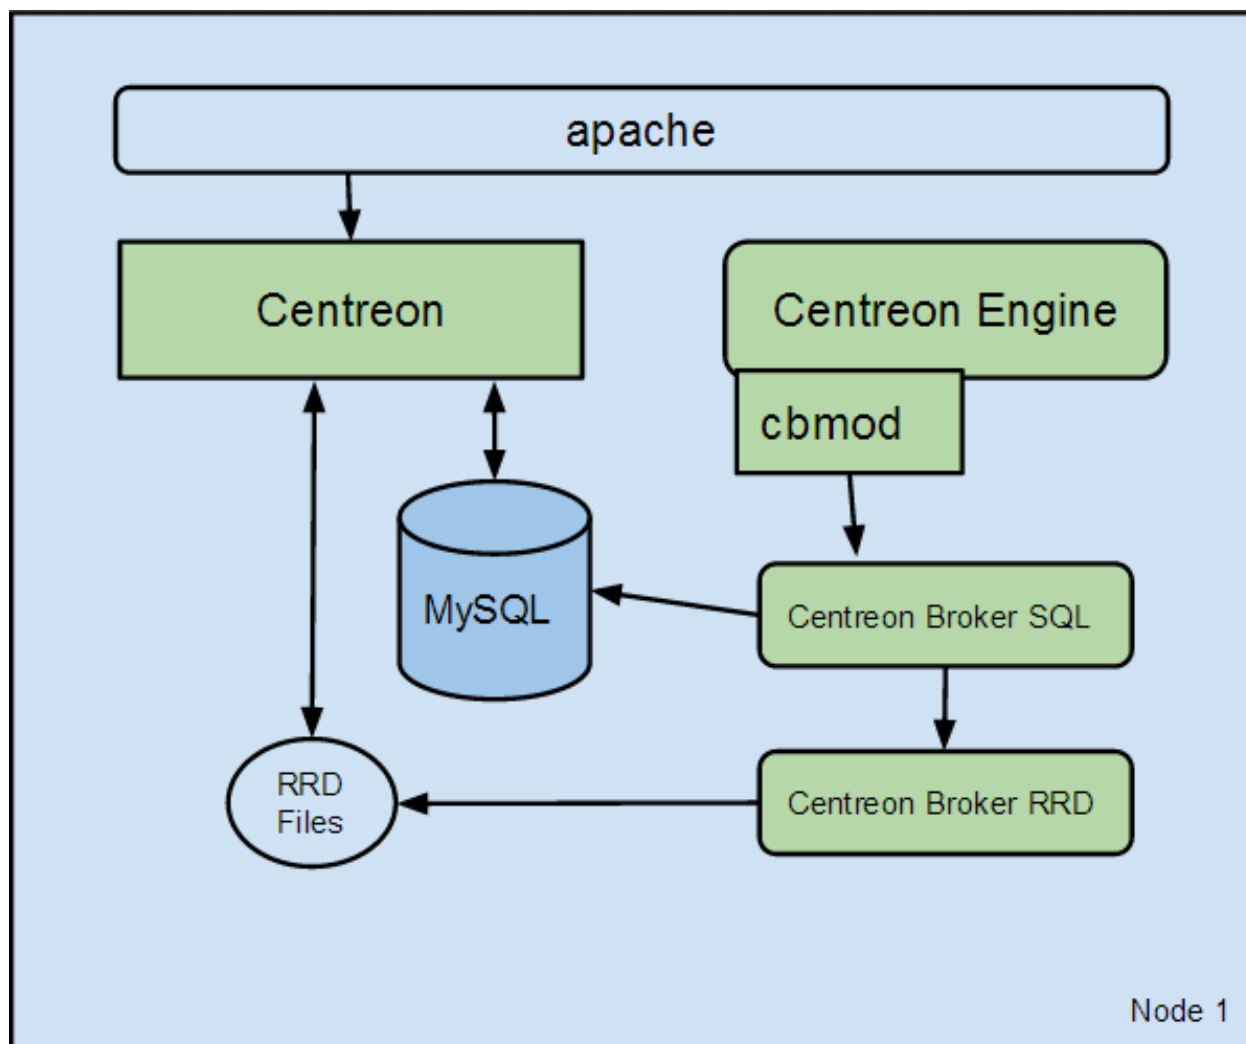 apache
Centreon
Centreon Engine
cbmod
MySQL
Centreon Broker SQL
RRD
Files
Centreon Broker RRD
Node 1